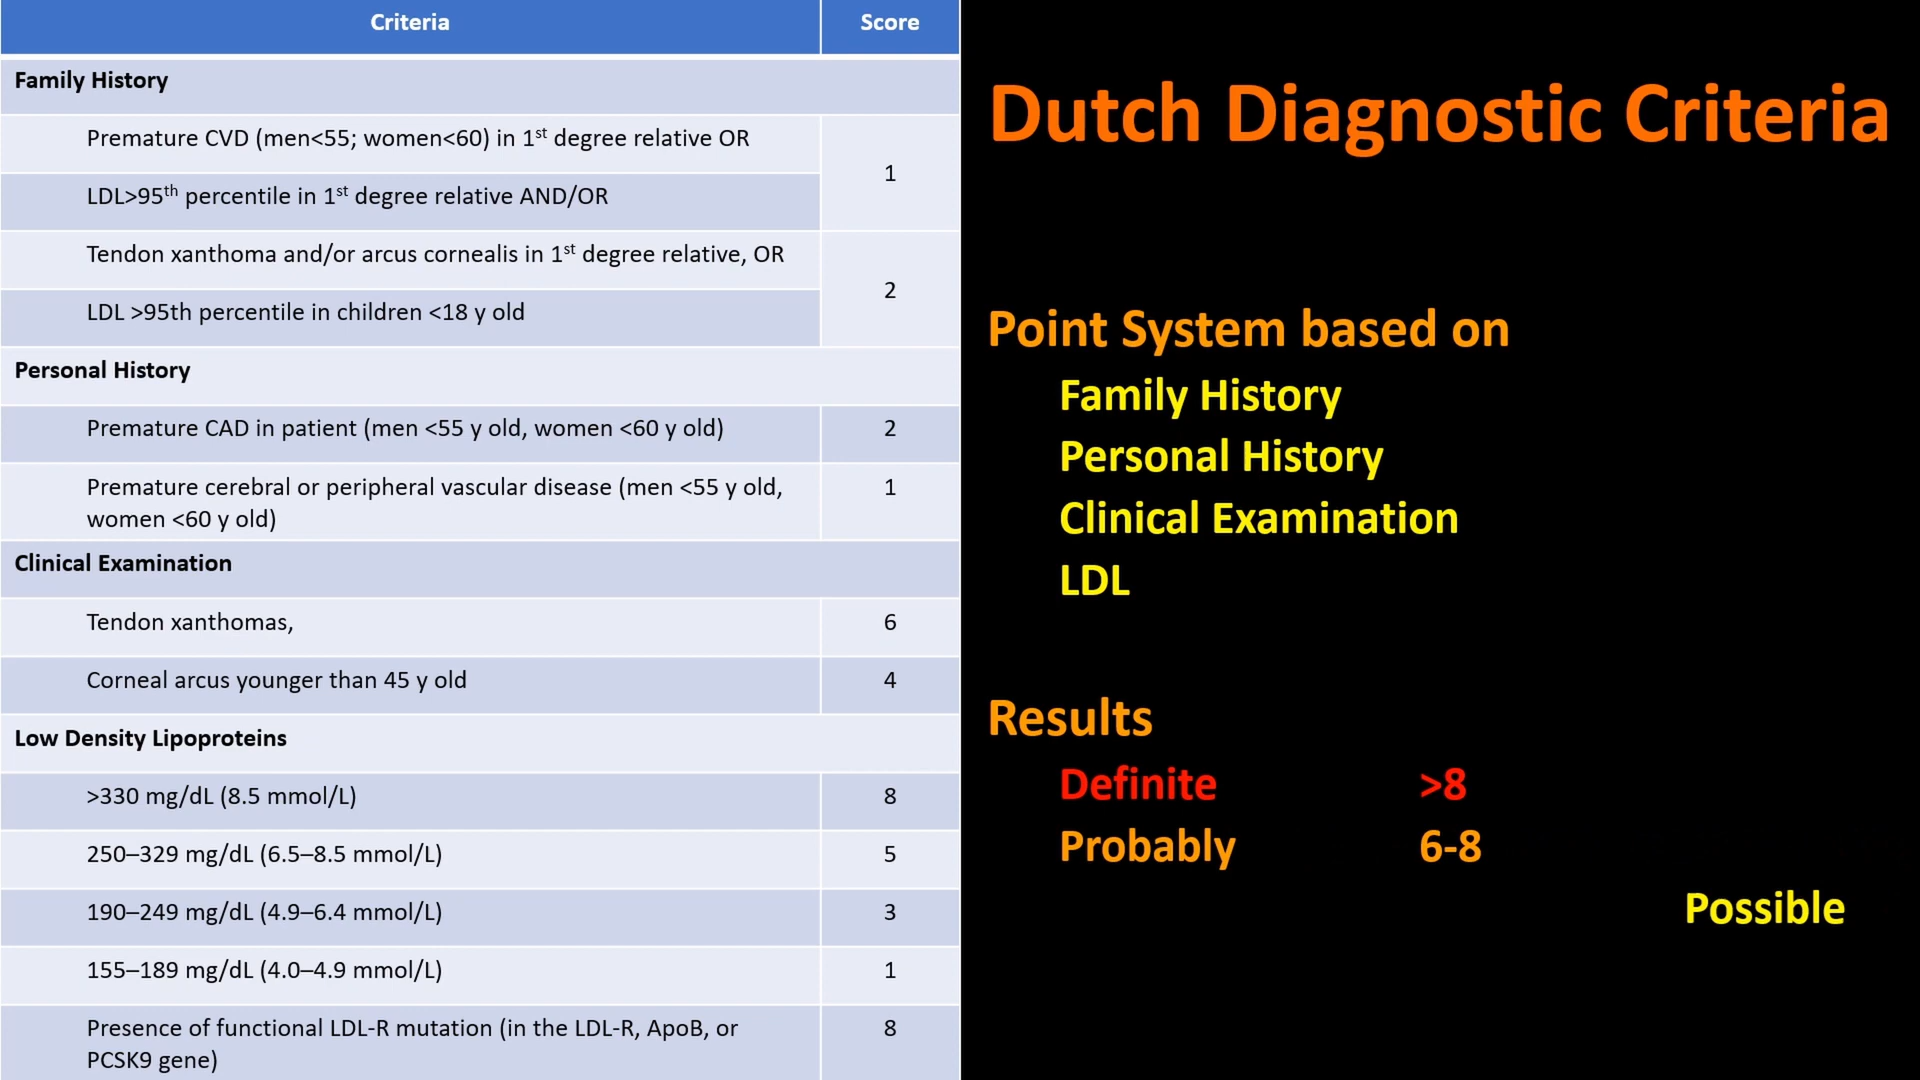 Criteria Score
Family History
Premature CVD (men<55; women<60) in 1st degree relative OR
1
LDL>95th percentile in 1st degree relative AND/OR
Tendon xanthoma and/or arcus cornealis in 1st degree relative, OR
2
LDL >95th percentile in children <18 y old
Personal History
Premature CAD in patient (men <55 y old, women <60 y old) 2
Premature cerebral or peripheral vascular disease (men <55 y old, 1
women <60 y old)
Clinical Examination
Tendon xanthomas, 6
Corneal arcus younger than 45 y old 4
Low Density Lipoproteins
>330 mg/dL (8.5 mmol/L) 8
250–329 mg/dL (6.5–8.5 mmol/L) 5
190–249 mg/dL (4.9–6.4 mmol/L) 3
155–189 mg/dL (4.0–4.9 mmol/L) 1
Presence of functional LDL-R mutation (in the LDL-R, ApoB, or 8
PCSK9 gene)
Dutch Diagnostic Criteria
Point System based on
Family History
Personal History
Clinical Examination
LDL
Results
Definite >8
Probably 6-8
Possible